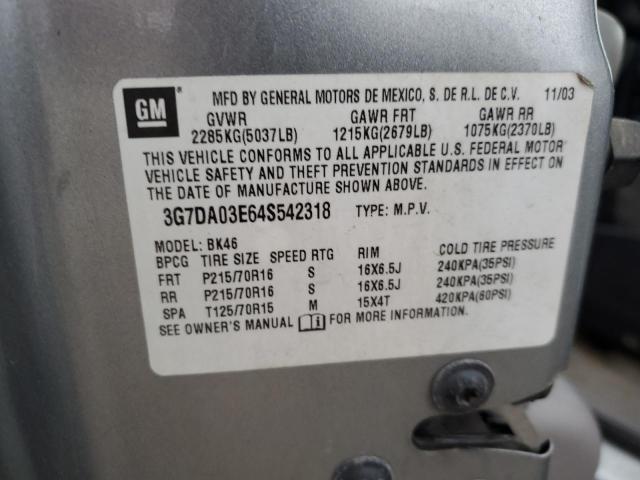 GM
MFD BY GENERAL MOTORS DE MEXICO, S. DE R.L. DE C.V. 11/03
GVWR GAWR FRT GAWR RR
2285KG(5037LB) 1215KG(2679LB) 1075KG(2370LB)
THIS VEHICLE CONFORMS TO ALL APPLICABLE U.S. FEDERAL MOTOR
VEHICLE SAFETY AND THEFT PREVENTION STANDARDS IN EFFECT ON
THE DATE OF MANUFACTURE SHOWN ABOVE.
3G7DA03E64S542318 TYPE: M.P.V.
MODEL: BK46
BPCG TIRE SIZE SPEED RTG RIM COLD TIRE PRESSURE
FRT P215/70R16 S 16X6.5J 240KPA(35PSI)
RR P215/70R16 S 16X6.5J 240KPA(35PSI)
SPA T125/70R15 M 15X4T 420KPA(60PSI)
SEE OWNER'S MANUAL FOR MORE INFORMATION.